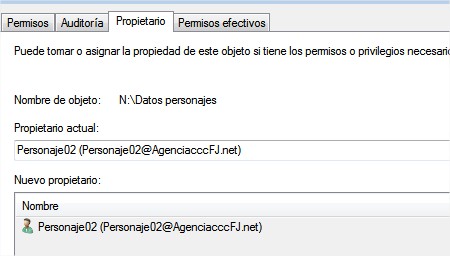 Permisos Auditoría Propietario Permisos efectivos
Puede tomar o asignar la propiedad de este objeto si tiene los permisos o privilegios necesario
Nombre de objeto: N:\Datos personajes
Propietario actual:
Personaje02 (Personaje02@AgenciacccFJ.net)
Nuevo propietario:
Nombre
Personaje02 (Personaje02@AgenciacccFJ.net)